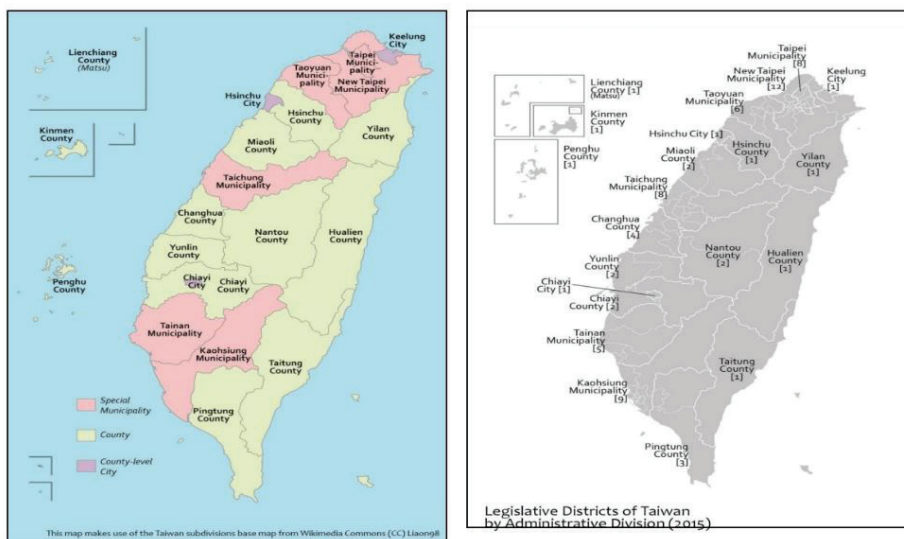 Lienchiang
County
(Matsu)
Keelung
City
Taipei
Munici-
pality
Taoyuan
Munici-
pality
New Taipei
Municipality
Hsinchu
City
Hsinchu
County
Kinmen
County
Miaoli
County
Yilan
County
Taichung
Municipality
Changhua
County
Nantou
County
Hualien
County
Yunlin
County
Penghu
County
Chiayi
City
Chiayi
County
Tainan
Municipality
Kaohsiung
Municipality
Taitung
County
Pingtung
County
Special
Municipality
County
County-level
City
This map makes use of the Taiwan subdivisions base map from Wikimedia Commons (CC) Liaon98
Taipei
Municipality
[8]
New Taipei
Municipality
[12]
Keelung
City
[1]
Lienchiang
County [1]
(Matsu)
Taoyuan
Municipality
[6]
Kinmen
County
[1]
Hsinchu City [1]
Hsinchu
County
[1]
Penghu
County
[1]
Miaoli
County
[2]
Yilan
County
[1]
Taichung
Municipality
[8]
Changhua
County
[4]
Nantou
County
[2]
Hualien
County
[1]
Yunlin
County
[2]
Chiayi
City [1]
Chiayi
County [2]
Tainan
Municipality
[5]
Taitung
County
[1]
Kaohsiung
Municipality
[9]
Pingtung
County
[3]
Legislative Districts of Taiwan
by Administrative Division (2015)